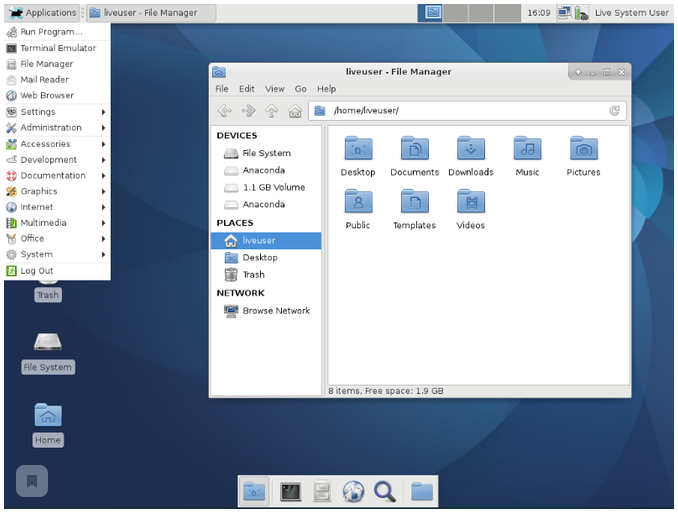 Applications
liveuser - File Manager
16:09
Live System User
Run Program...
Terminal Emulator
File Manager
Mail Reader
Web Browser
Settings
Administration
Accessories
Development
Documentation
Graphics
Internet
Multimedia
Office
System
Log Out
Trash
File System
Home
liveuser - File Manager
File Edit View Go Help
/home/liveuser/
DEVICES
File System
Anaconda
1.1 GB Volume
Anaconda
PLACES
liveuser
Desktop
Trash
NETWORK
Browse Network
Desktop Documents Downloads Music Pictures
Public Templates Videos
8 items, Free space: 1.9 GB